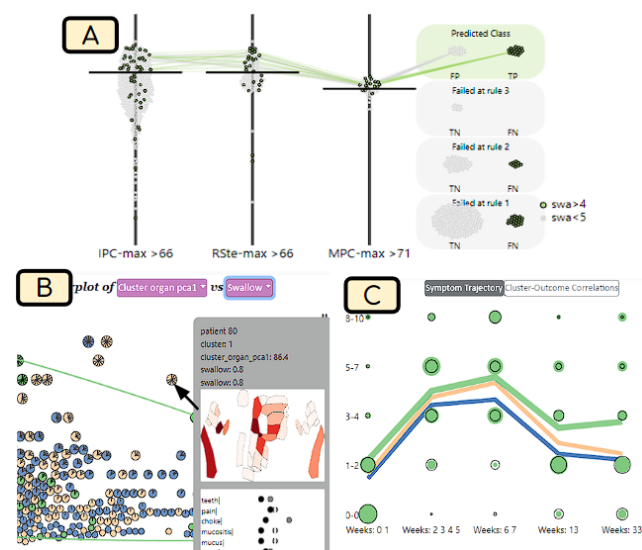 A
Predicted Class
FP TP
Failed at rule 3
TN FN
Failed at rule 2
TN FN
Failed at rule 1
TN FN
swa>4
swa<5
IPC-max >66 RSte-max >66 MPC-max >71
B
rplot of Cluster organ pca1 vs Swallow
patient 80
cluster: 1
cluster_organ_pca1: 86.4
swallow: 0.8
swallow: 0.8
teeth|
pain|
choke|
mucositis|
mucus|
C
Symptom Trajectory Cluster-Outcome Correlations
8-10
5-7
3-4
1-2
0-0
Weeks: 0 1 Weeks: 2 3 4 5 Weeks: 6 7 Weeks: 13 Weeks: 33